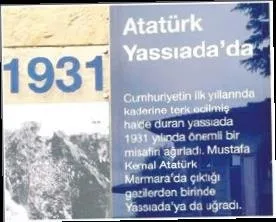 Atatürk
Yassıada'da
1931
Cumhuriyetin ilk yıllarında
kaderine terk edilmiş
halde duran yassıada
1931 yılında önemli bir
misafiri ağırladı. Mustafa
Kemal Atatürk
Marmara'da çıktığı
gezilerden birinde
Yassıada'ya da uğradı.